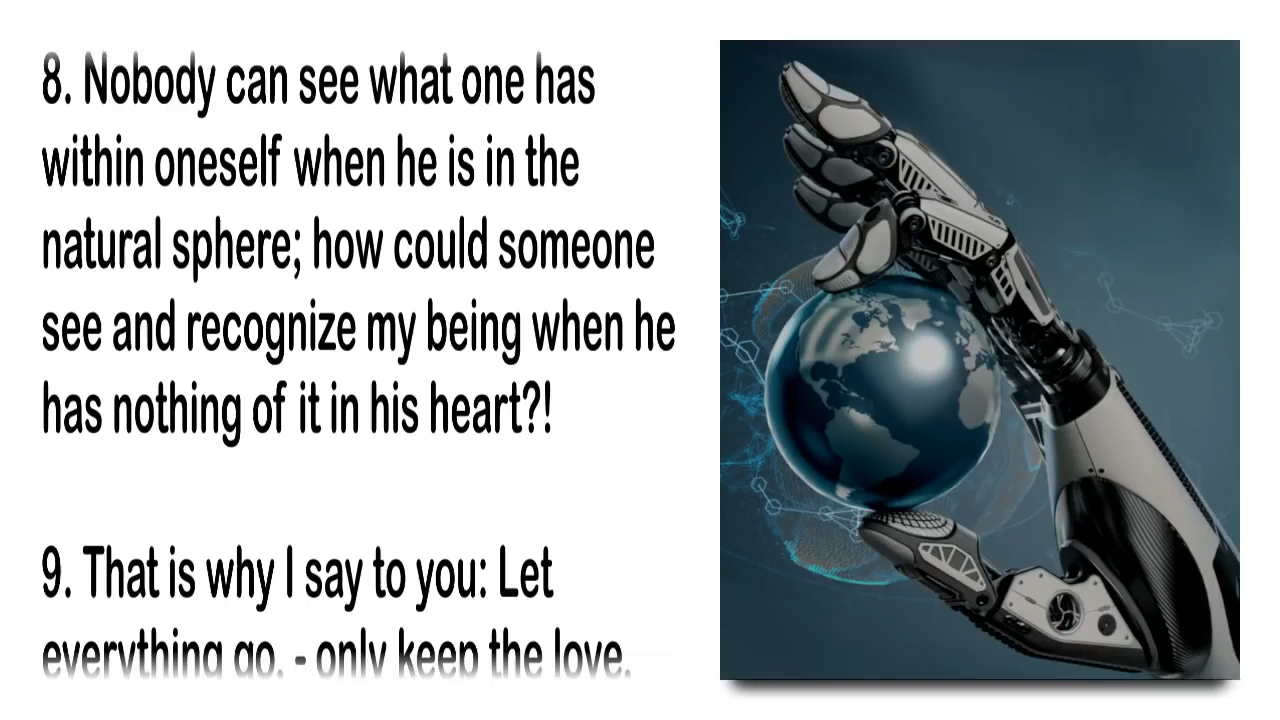 8. Nobody can see what one has
within oneself when he is in the
natural sphere; how could someone
see and recognize my being when he
has nothing of it in his heart?!
9. That is why I say to you: Let
everything go, - only keep the love,